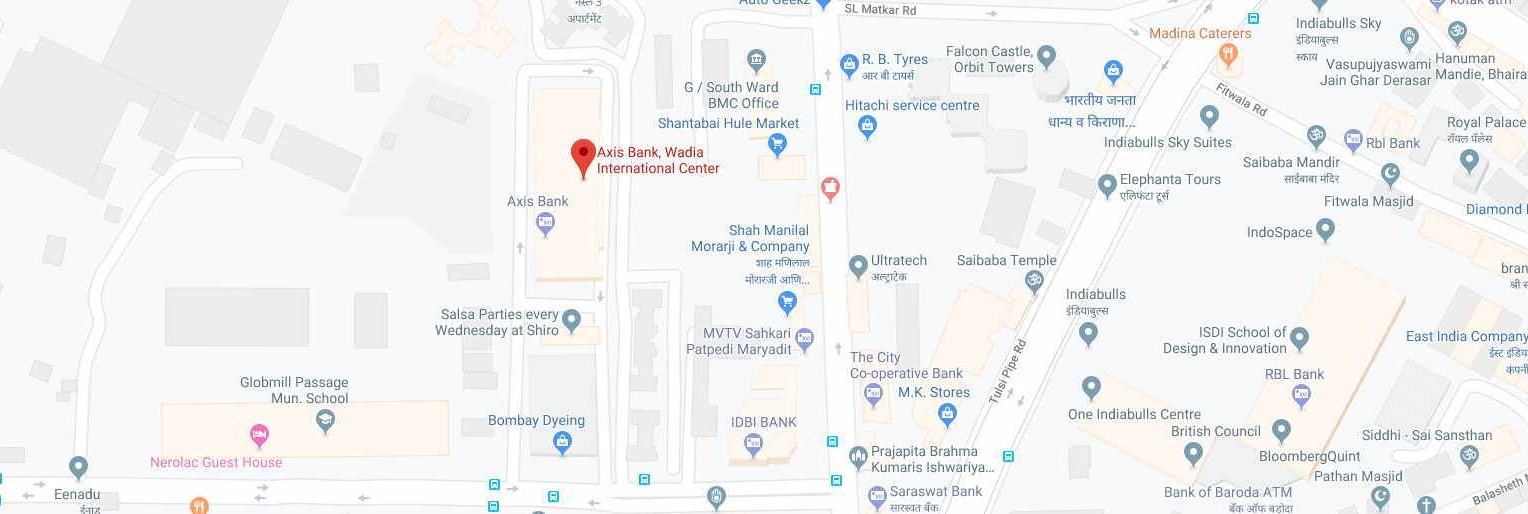 नेस्ट 3
अपार्टमेंट
Auto Geekz
SL Matkar Rd
kotak atm
Madina Caterers
Indiabulls Sky
इंडियाबुल्स
स्काय
Vasupujyaswami
Jain Ghar Derasar
Hanuman
Mandie, Bhaira
G / South Ward
BMC Office
R. B. Tyres
आर बी टायर्स
Falcon Castle,
Orbit Towers
Hitachi service centre
भारतीय जनता
धान्य व किराणा...
Fitwala Rd
Shantabai Hule Market
Indiabulls Sky Suites
Rbl Bank
Royal Palace
रॉयल पॅलेस
Axis Bank, Wadia
International Center
Saibaba Mandir
साईबाबा मंदिर
Elephanta Tours
एलिफंटा टूर्स
Axis Bank
Fitwala Masjid
Diamond
IndoSpace
Shah Manilal
Morarji & Company
शाह मणिलाल
मोरारजी आणि...
Ultratech
अल्ट्राटेक
Saibaba Temple
bran
श्री स
Indiabulls
इंडियाबुल्स
Salsa Parties every
Wednesday at Shiro
MVTV Sahkari
Patpedi Maryadit
ISDI School of
Design & Innovation
East India Company
ईस्ट इंडिय
कंपनी
The City
Co-operative Bank
Tulsi Pipe Rd
RBL Bank
Globmill Passage
Mun. School
M.K. Stores
Bombay Dyeing
IDBI BANK
One Indiabulls Centre
British Council
Siddhi - Sai Sansthan
Nerolac Guest House
Prajapita Brahma
Kumaris Ishwariya...
BloombergQuint
Pathan Masjid
Eenadu
ईनाडू
Saraswat Bank
सारस्वत बँक
Bank of Baroda ATM
बँक ऑफ बडोदा
Balasheth